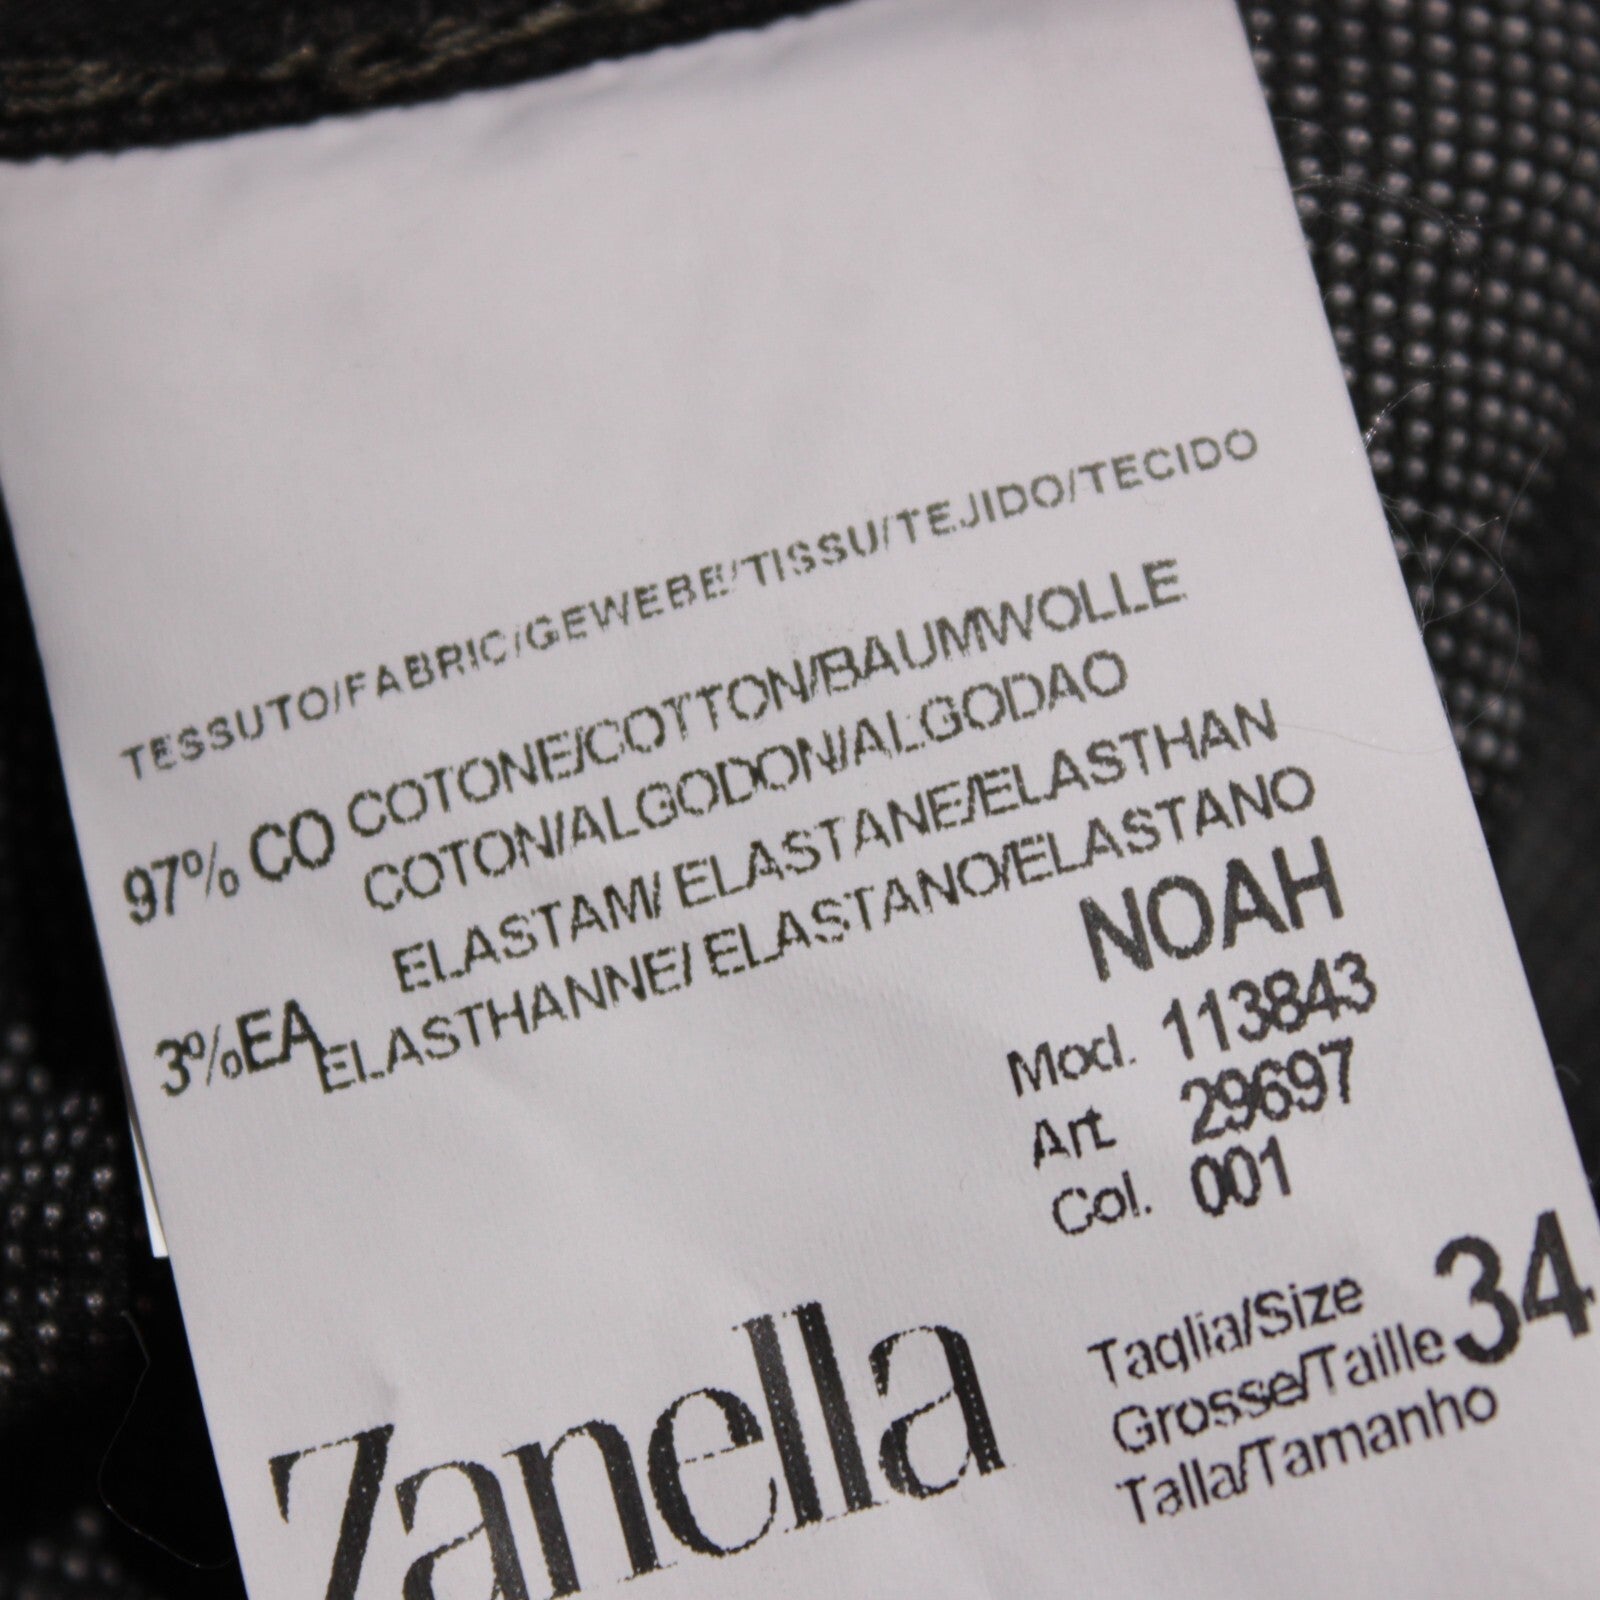 TESSUTO/FABRIC/GEWEBE/TISSU/TEJIDO/TECIDO
97% CO COTONE/COTTON/BAUMWOLLE
COTON/ALGODON/ALGODAO
ELASTAM/ ELASTANE/ELASTHAN
3%EA ELASTHANNE/ ELASTANO/ELASTANO
NOAH
Mod. 113843
Art. 29697
Col. 001
Zanella
Taglia/Size
Grosse/Taille 34
Talla/Tamanho